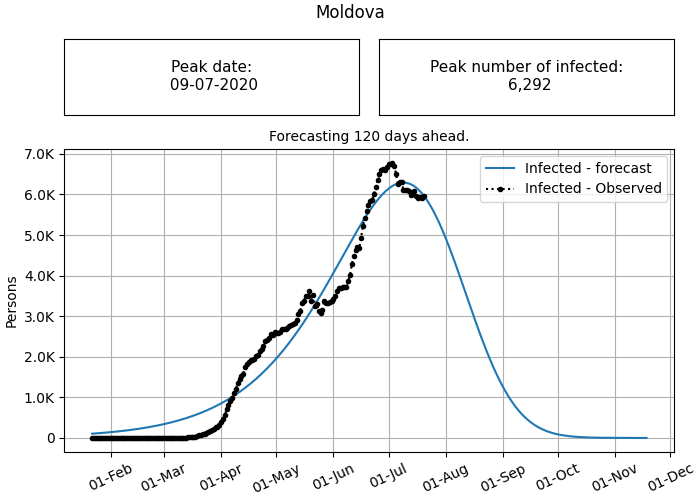 Moldova
Peak date:
09-07-2020
Peak number of infected:
6,292
Forecasting 120 days ahead.
Infected - forecast
Infected - Observed
7.0K
6.0K
5.0K
4.0K
3.0K
2.0K
1.0K
0
Persons
01-Feb
01-Mar
01-Apr
01-May
01-Jun
01-Jul
01-Aug
01-Sep
01-Oct
01-Nov
01-Dec